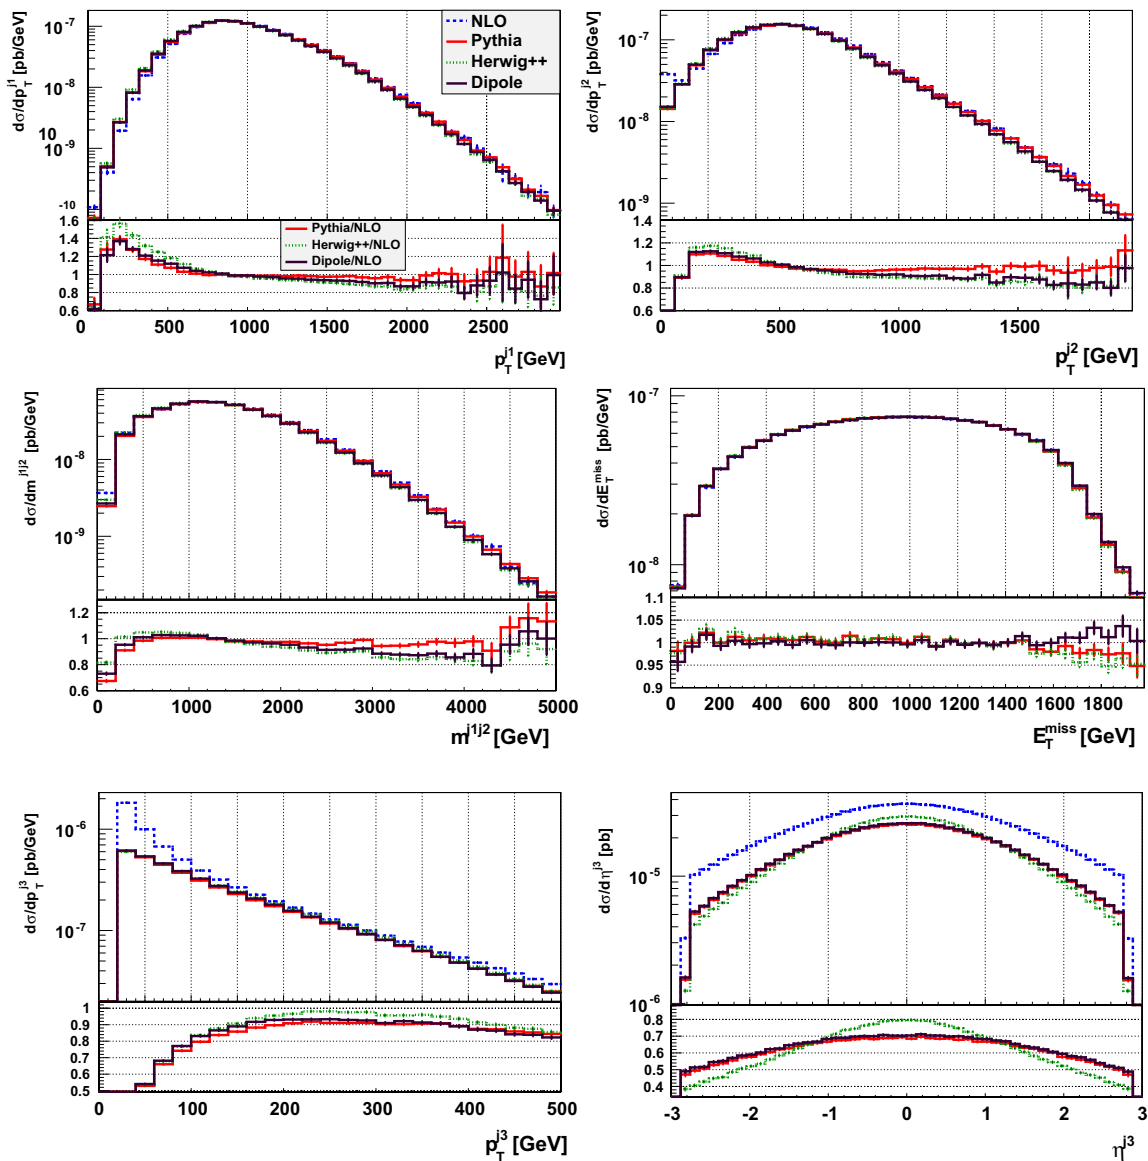 dσ/dp_T^{j1} [pb/GeV]
10^{-7}
10^{-8}
10
10^{-9}
-10
NLO
Pythia
Herwig++
Dipole
1.6
1.4
1.2
1
0.8
0.6
Pythia/NLO
Herwig++/NLO
Dipole/NLO
0 500 1000 1500 2000 2500
p_T^{j1} [GeV]
dσ/dp_T^{j2} [pb/GeV]
10^{-7}
10^{-8}
10^{-9}
1.4
1.2
1
0.8
0.6
0 500 1000 1500
p_T^{j2} [GeV]
dσ/dm^{j1j2} [pb/GeV]
10^{-8}
10^{-9}
1.2
1
0.8
0.6
0 1000 2000 3000 4000 5000
m^{j1j2} [GeV]
dσ/dE_T^{miss} [pb/GeV]
10^{-7}
10^{-8}
1.1
1.05
1.00
0.95
0.9
0 200 400 600 800 1000 1200 1400 1600 1800
E_T^{miss} [GeV]
dσ/dp_T^{j3} [pb/GeV]
10^{-6}
10^{-7}
1
0.9
0.8
0.7
0.6
0.5
0 100 200 300 400 500
p_T^{j3} [GeV]
dσ/dη^{j3} [pb]
10^{-5}
10^{-6}
0.8
0.7
0.6
0.5
0.4
-3 -2 -1 0 1 2 3
η^{j3}